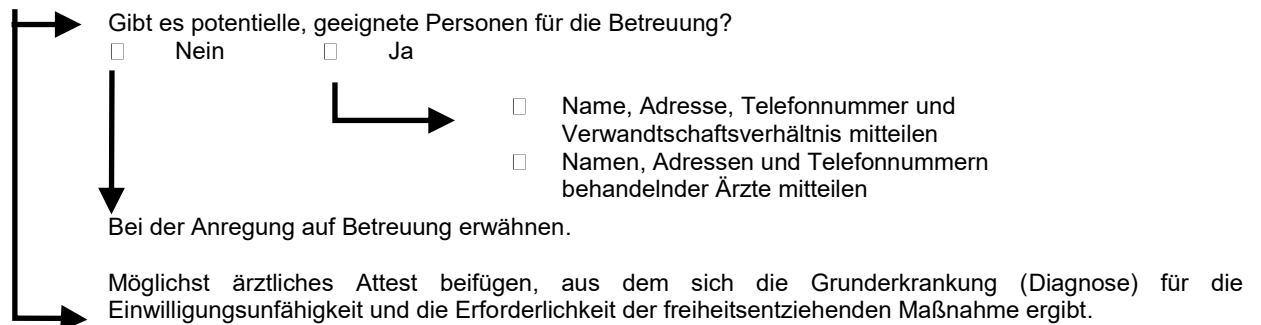 Gibt es potentielle, geeignete Personen für die Betreuung?
□ Nein □ Ja
□ Name, Adresse, Telefonnummer und
Verwandtschaftsverhältnis mitteilen
□ Namen, Adressen und Telefonnummern
behandelnder Ärzte mitteilen
Bei der Anregung auf Betreuung erwähnen.
Möglichst ärztliches Attest beifügen, aus dem sich die Grunderkrankung (Diagnose) für die
Einwilligungsunfähigkeit und die Erforderlichkeit der freiheitsentziehenden Maßnahme ergibt.